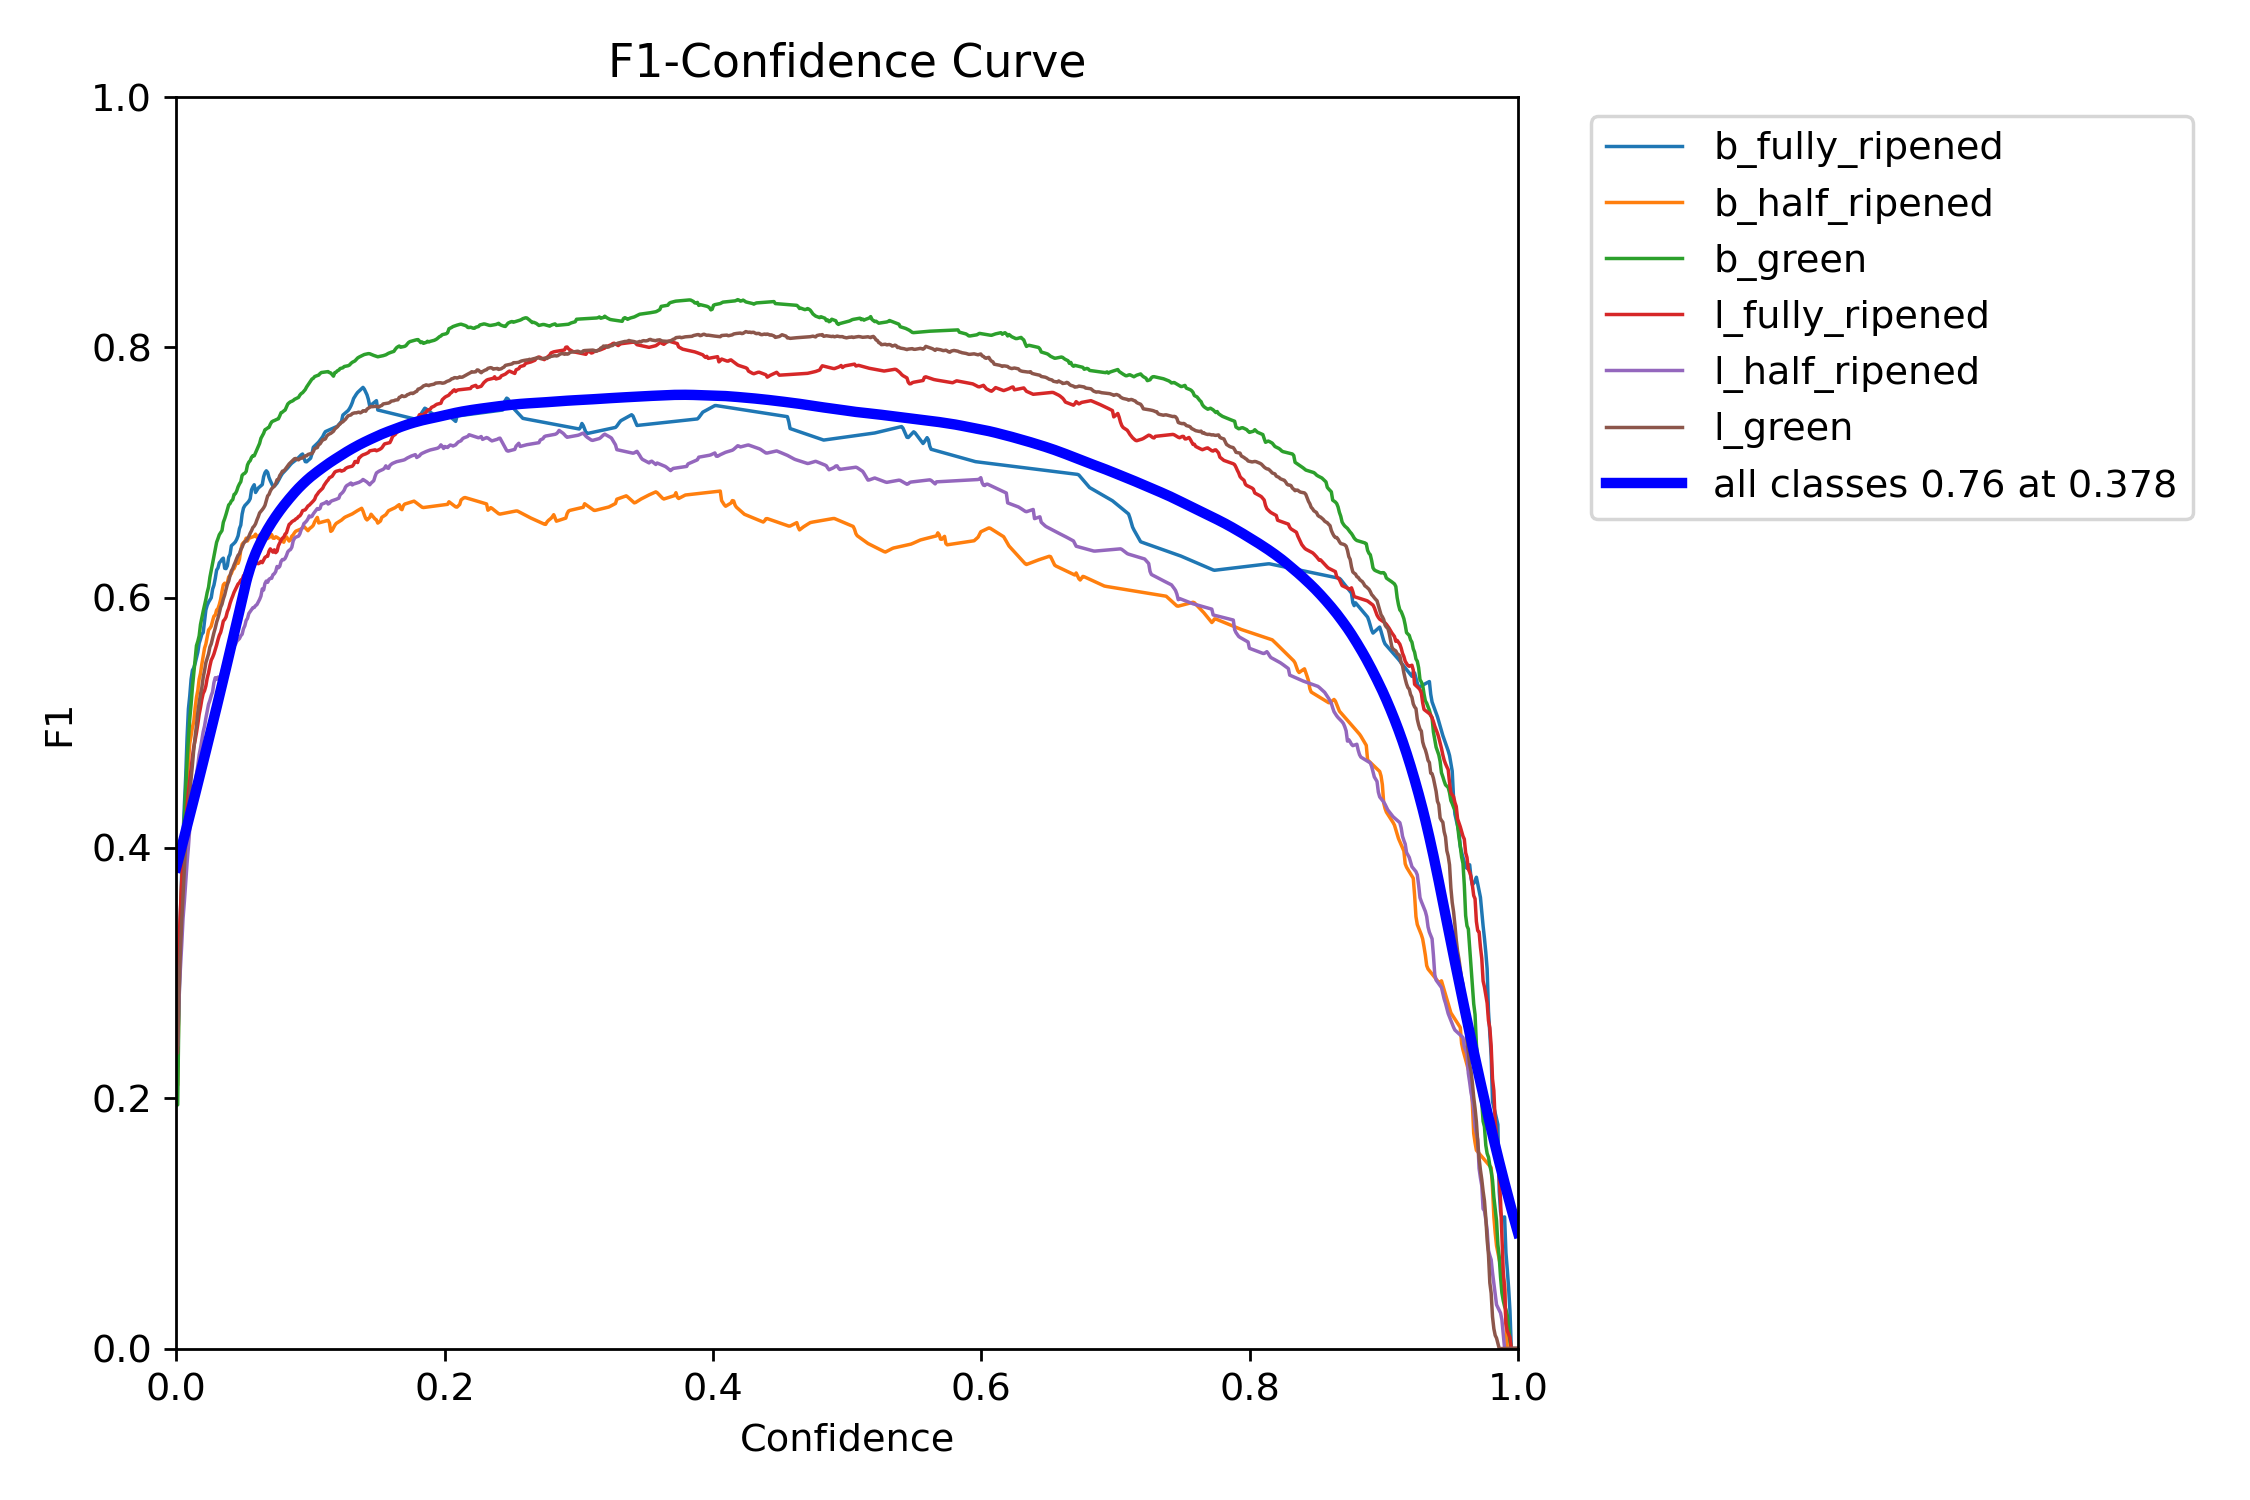 F1-Confidence Curve
1.0
0.8
0.6
0.4
0.2
0.0
F1
0.0 0.2 0.4 0.6 0.8 1.0
Confidence
b_fully_ripened
b_half_ripened
b_green
l_fully_ripened
l_half_ripened
l_green
all classes 0.76 at 0.378